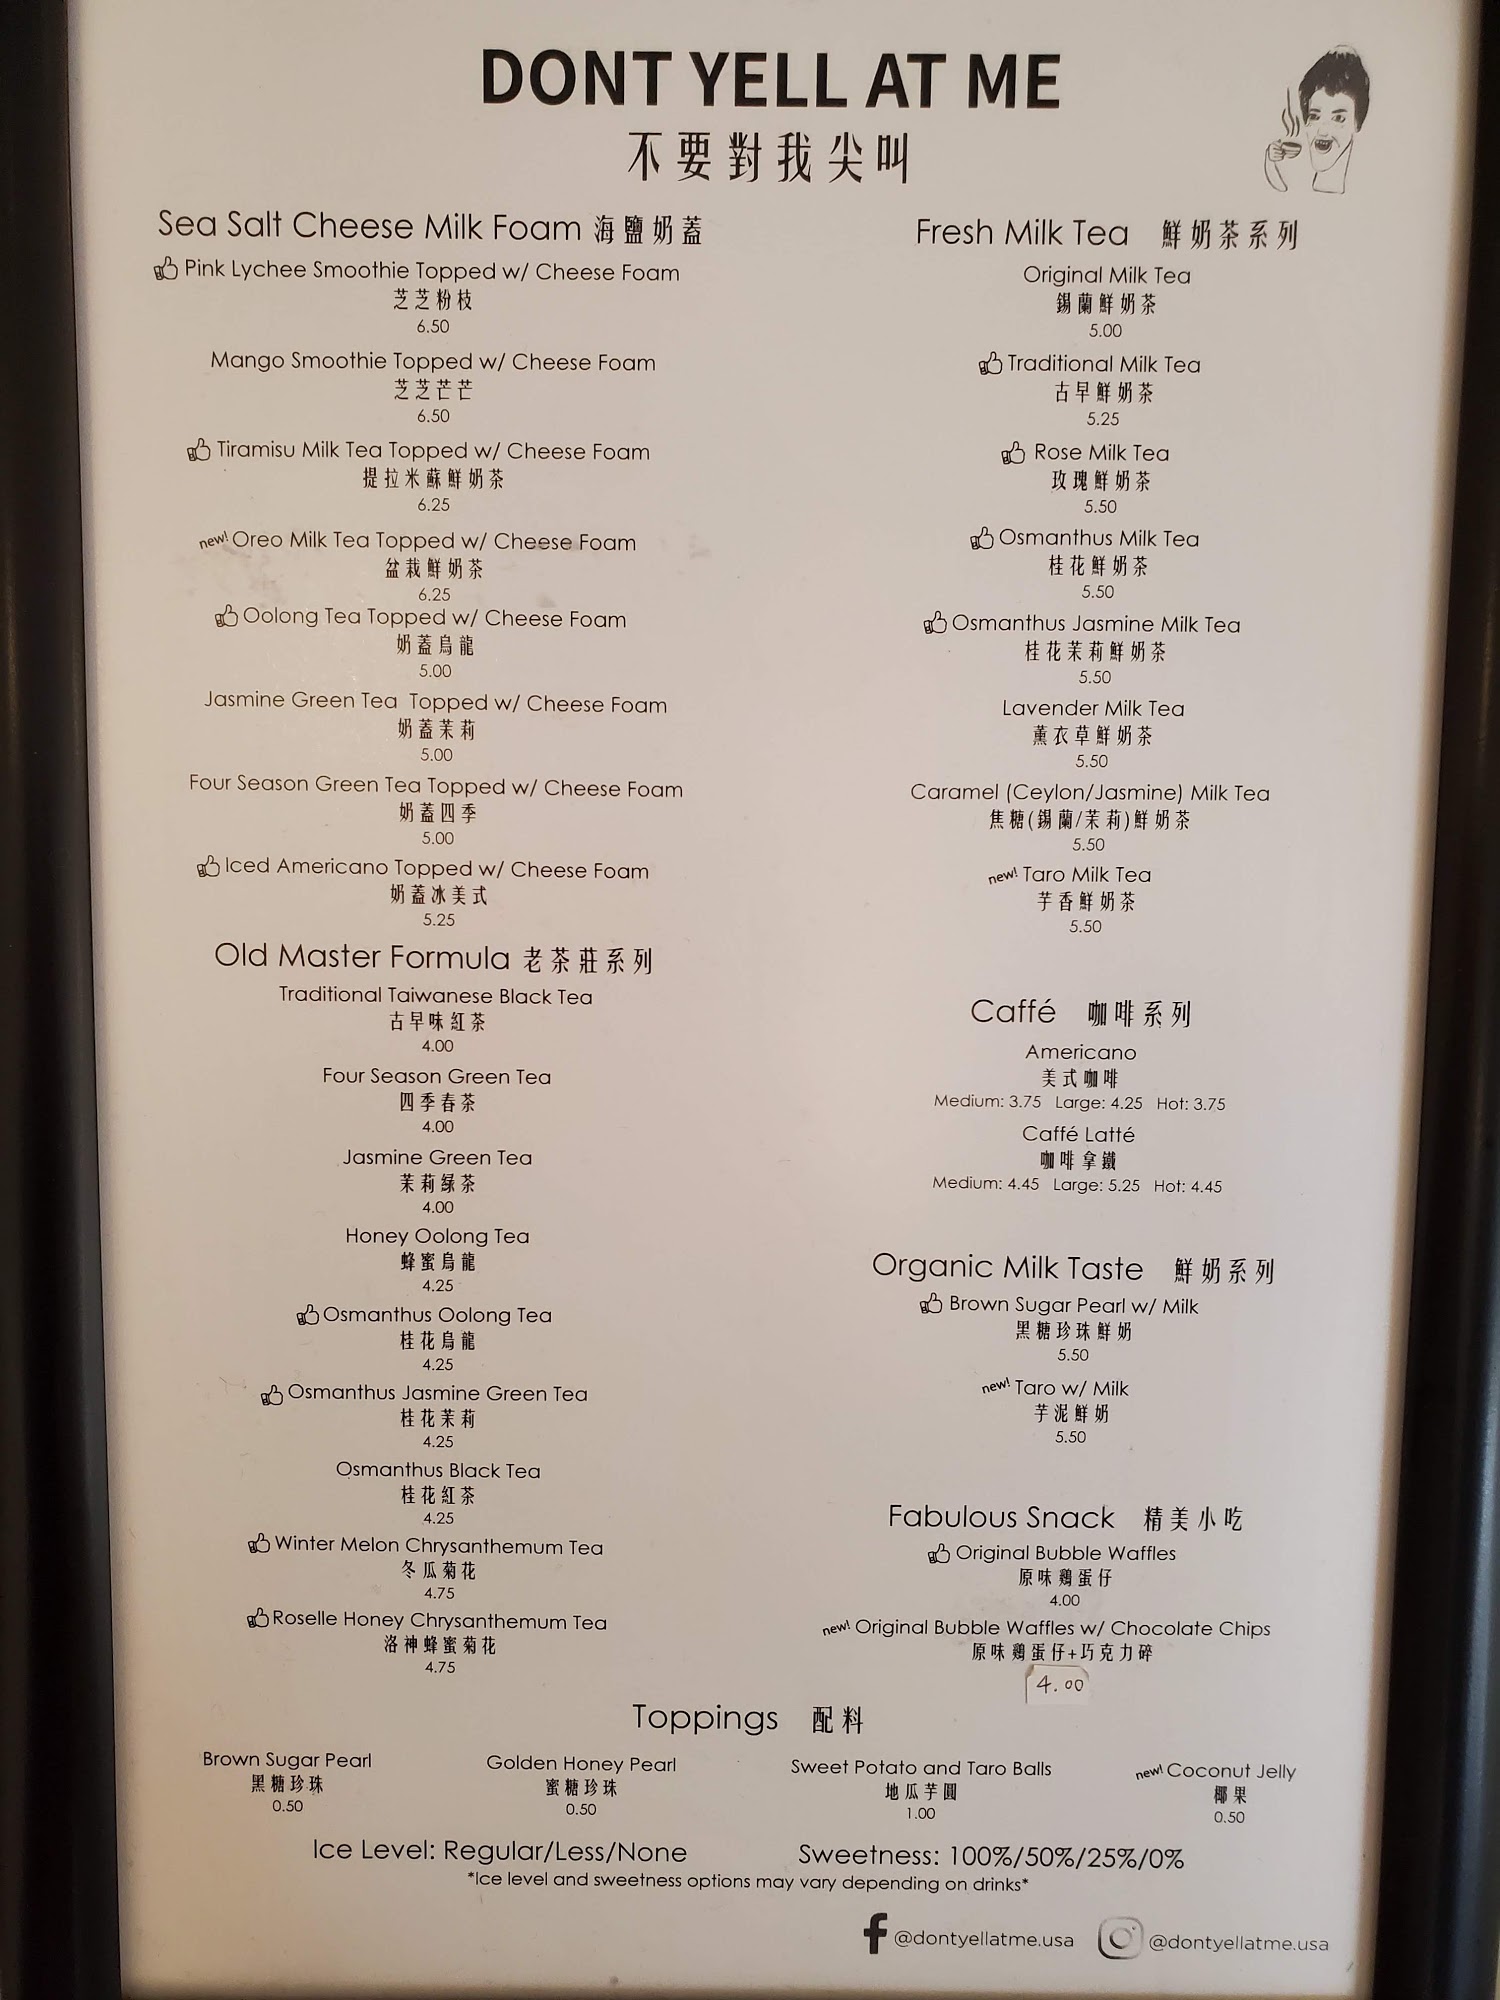 DONT YELL AT ME
不要對我尖叫
Sea Salt Cheese Milk Foam 海鹽奶蓋
Pink Lychee Smoothie Topped w/ Cheese Foam
芝芝粉枝
6.50
Mango Smoothie Topped w/ Cheese Foam
芝芝芒芒
6.50
Tiramisu Milk Tea Topped w/ Cheese Foam
提拉米蘇鮮奶茶
6.25
new! Oreo Milk Tea Topped w/ Cheese Foam
盆栽鮮奶茶
6.25
Oolong Tea Topped w/ Cheese Foam
奶蓋烏龍
5.00
Jasmine Green Tea Topped w/ Cheese Foam
奶蓋茉莉
5.00
Four Season Green Tea Topped w/ Cheese Foam
奶蓋四季
5.00
Iced Americano Topped w/ Cheese Foam
奶蓋冰美式
5.25
Old Master Formula 老茶莊系列
Traditional Taiwanese Black Tea
古早味紅茶
4.00
Four Season Green Tea
四季春茶
4.00
Jasmine Green Tea
茉莉绿茶
4.00
Honey Oolong Tea
蜂蜜烏龍
4.25
Osmanthus Oolong Tea
桂花烏龍
4.25
Osmanthus Jasmine Green Tea
桂花茉莉
4.25
Osmanthus Black Tea
桂花紅茶
4.25
Winter Melon Chrysanthemum Tea
冬瓜菊花
4.75
Roselle Honey Chrysanthemum Tea
洛神蜂蜜菊花
4.75
Fresh Milk Tea 鮮奶茶系列
Original Milk Tea
錫蘭鮮奶茶
5.00
Traditional Milk Tea
古早鮮奶茶
5.25
Rose Milk Tea
玫瑰鮮奶茶
5.50
Osmanthus Milk Tea
桂花鮮奶茶
5.50
Osmanthus Jasmine Milk Tea
桂花茉莉鮮奶茶
5.50
Lavender Milk Tea
薰衣草鮮奶茶
5.50
Caramel (Ceylon/Jasmine) Milk Tea
焦糖(錫蘭/茉莉)鮮奶茶
5.50
new! Taro Milk Tea
芋香鮮奶茶
5.50
Caffé 咖啡系列
Americano
美式咖啡
Medium: 3.75 Large: 4.25 Hot: 3.75
Caffé Latté
咖啡拿鐵
Medium: 4.45 Large: 5.25 Hot: 4.45
Organic Milk Taste 鮮奶系列
Brown Sugar Pearl w/ Milk
黑糖珍珠鮮奶
5.50
new! Taro w/ Milk
芋泥鮮奶
5.50
Fabulous Snack 精美小吃
Original Bubble Waffles
原味鷄蛋仔
4.00
new! Original Bubble Waffles w/ Chocolate Chips
原味鷄蛋仔+巧克力碎
4.00
Toppings 配料
Brown Sugar Pearl
黑糖珍珠
0.50
Golden Honey Pearl
蜜糖珍珠
0.50
Sweet Potato and Taro Balls
地瓜芋圓
1.00
new! Coconut Jelly
椰果
0.50
Ice Level: Regular/Less/None Sweetness: 100%/50%/25%/0%
*Ice level and sweetness options may vary depending on drinks*
@dontyellatme.usa @dontyellatme.usa